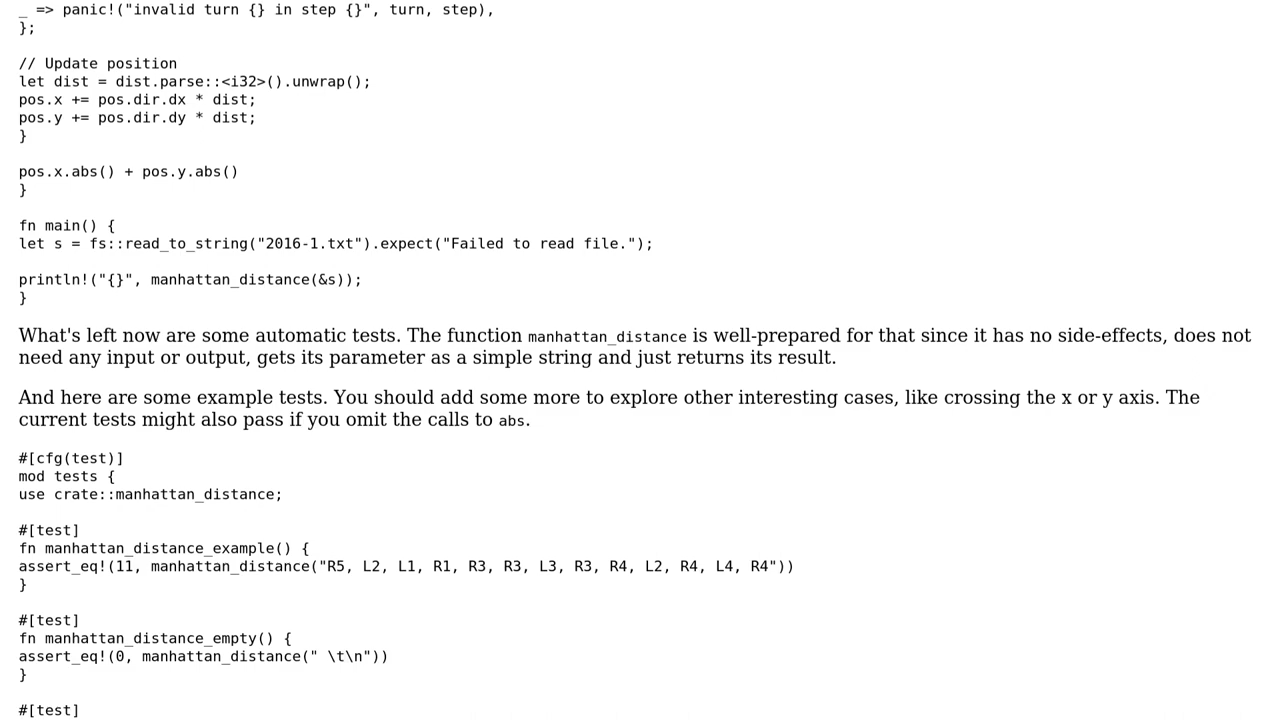 _ => panic!("invalid turn {} in step {}", turn, step),
};
// Update position
let dist = dist.parse::<i32>().unwrap();
pos.x += pos.dir.dx * dist;
pos.y += pos.dir.dy * dist;
}
pos.x.abs() + pos.y.abs()
}
fn main() {
let s = fs::read_to_string("2016-1.txt").expect("Failed to read file.");
println!("{}", manhattan_distance(&s));
}
What's left now are some automatic tests. The function manhattan_distance is well-prepared for that since it has no side-effects, does not
need any input or output, gets its parameter as a simple string and just returns its result.
And here are some example tests. You should add some more to explore other interesting cases, like crossing the x or y axis. The
current tests might also pass if you omit the calls to abs.
#[cfg(test)]
mod tests {
use crate::manhattan_distance;
#[test]
fn manhattan_distance_example() {
assert_eq!(11, manhattan_distance("R5, L2, L1, R1, R3, R3, L3, R3, R4, L2, R4, L4, R4"))
}
#[test]
fn manhattan_distance_empty() {
assert_eq!(0, manhattan_distance(" \t\n"))
}
#[test]